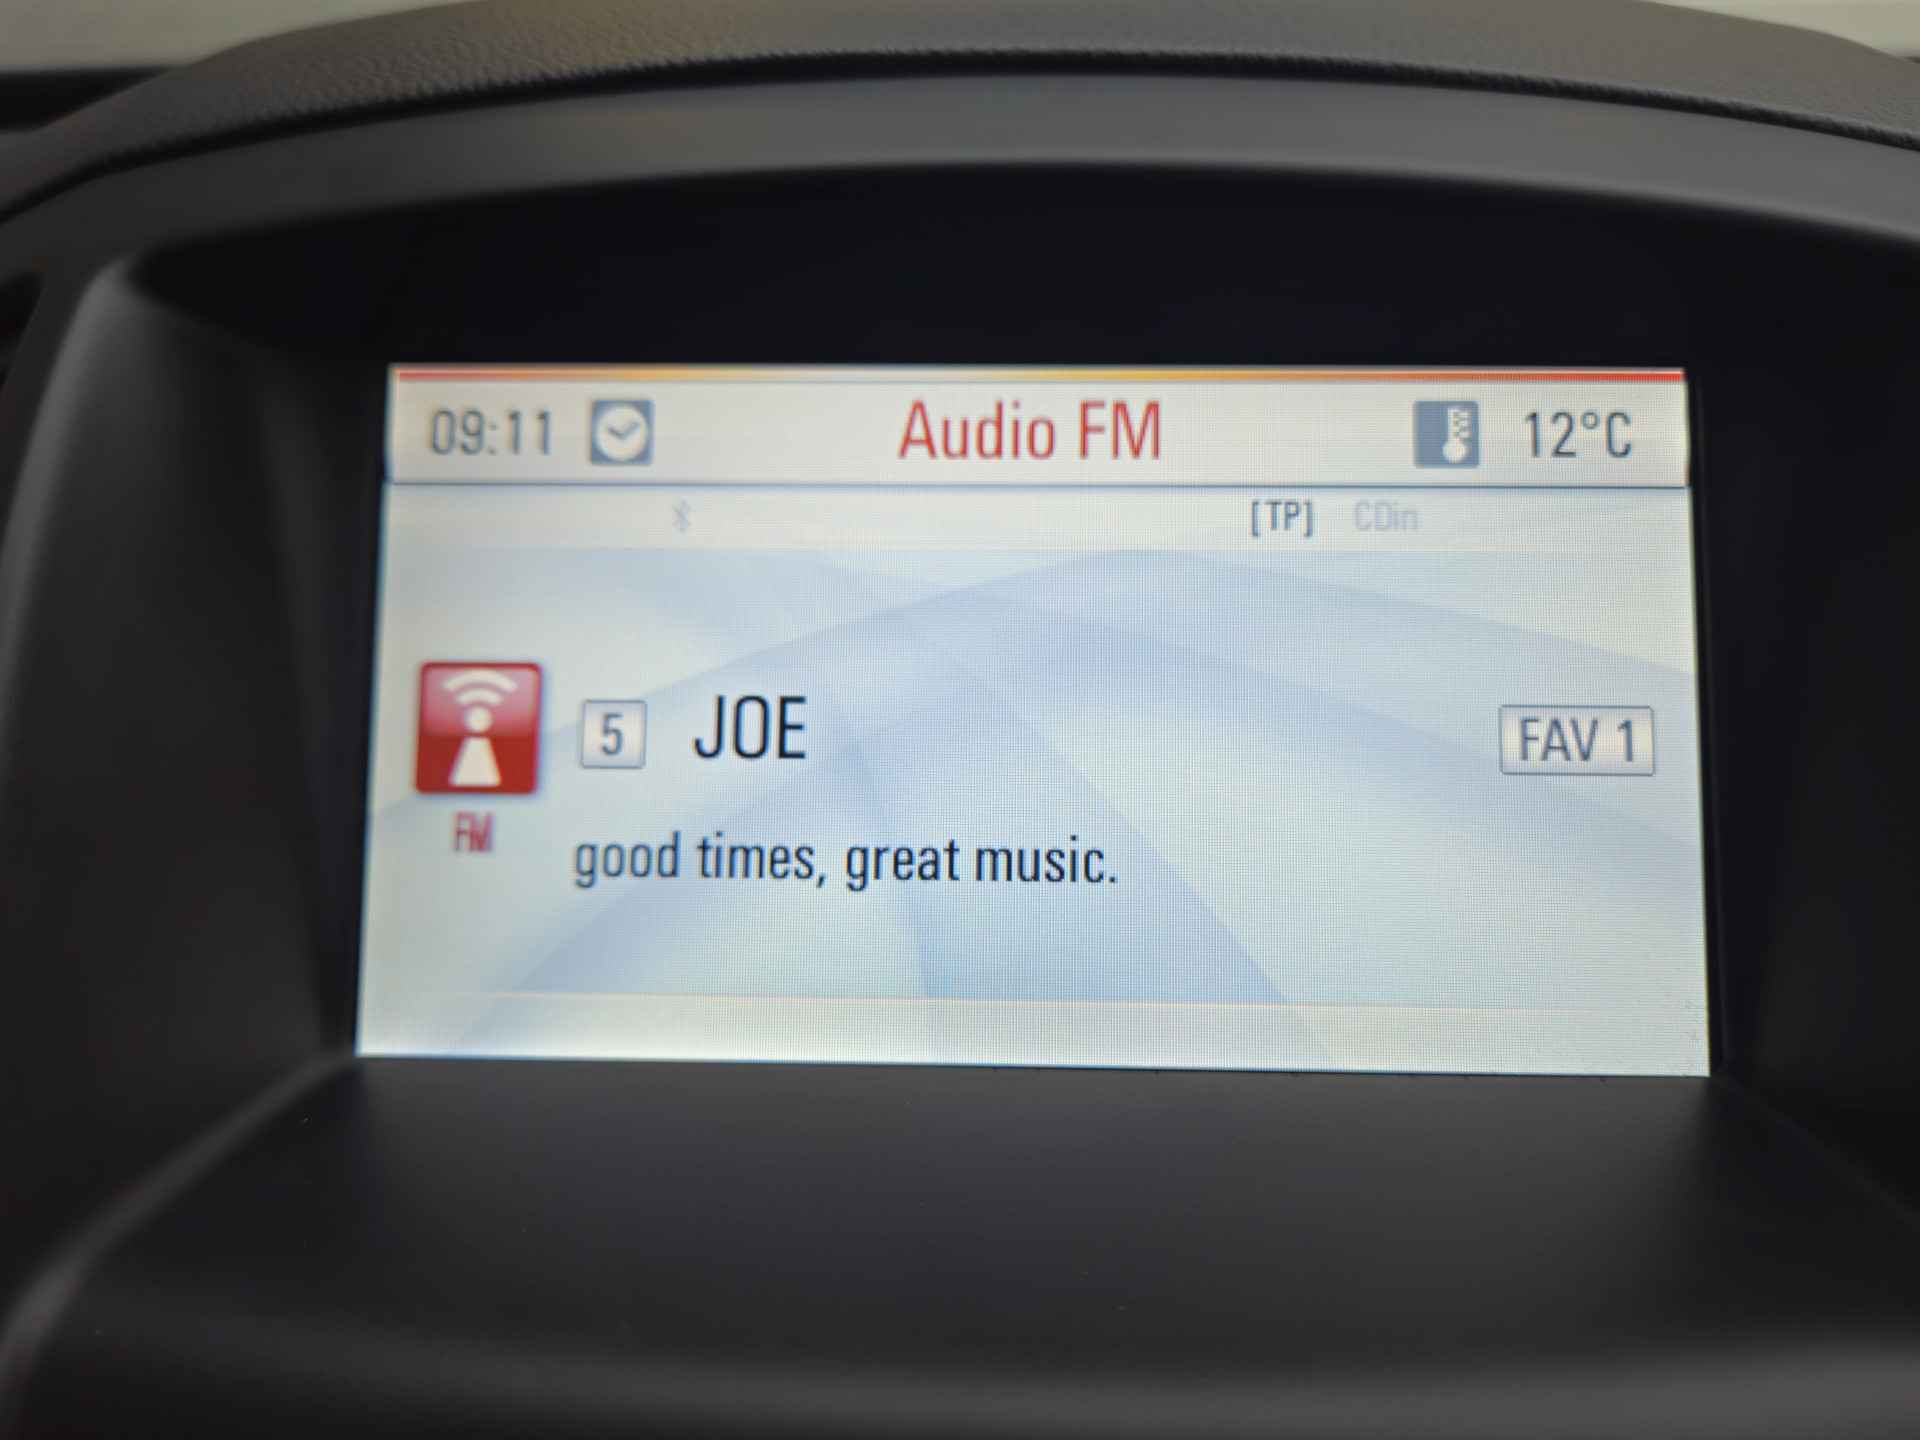 09:11 Audio FM 12°C
[TP] CDin
5 JOE FAV 1
FM
good times, great music.